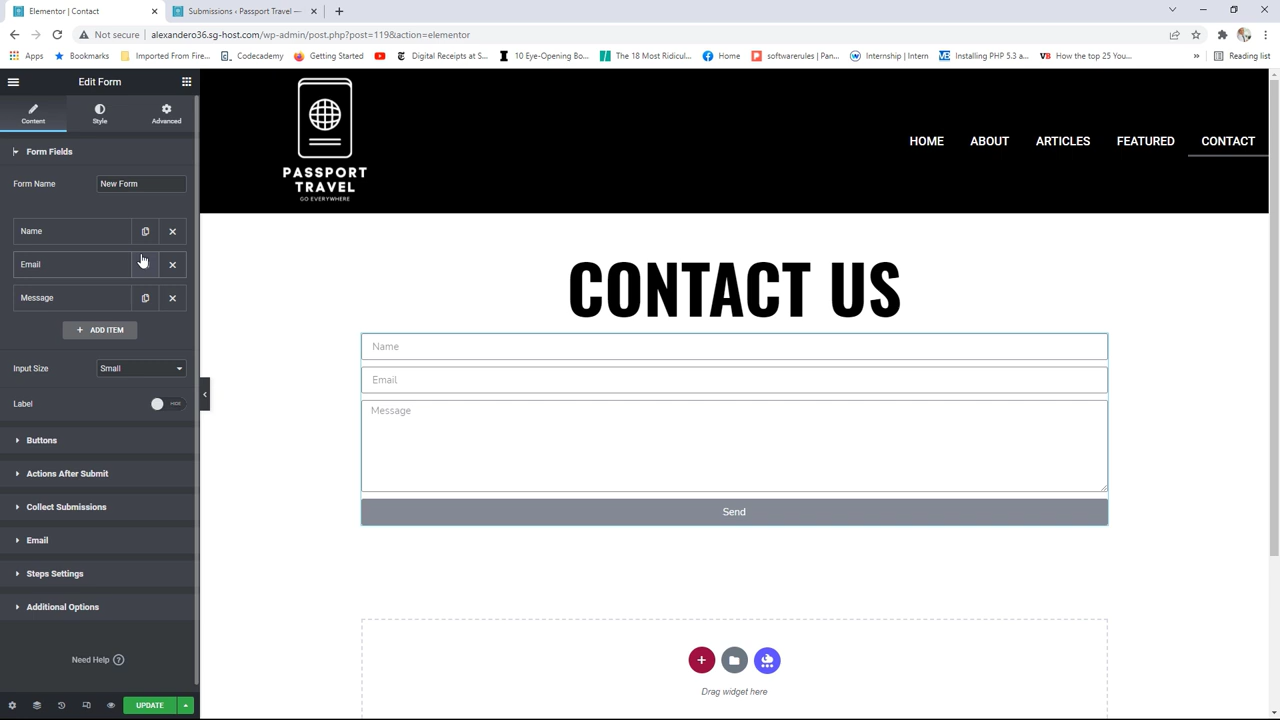 Elementor | Contact
Submissions ‹ Passport Travel —
Not secure
alexandero36.sg-host.com/wp-admin/post.php?post=119&action=elementor
Apps
Bookmarks
Imported From Fire...
Codecademy
Getting Started
Digital Receipts at S...
10 Eye-Opening Bo...
The 18 Most Ridicul...
Home
softwarerules | Pan...
Internship | Intern
Installing PHP 5.3 a...
How the top 25 You...
»
Reading list
Edit Form
Content
Style
Advanced
Form Fields
Form Name
New Form
Name
Email
Message
+ ADD ITEM
Input Size
Small
Label
HIDE
Buttons
Actions After Submit
Collect Submissions
Email
Steps Settings
Additional Options
Need Help ?
UPDATE
PASSPORT
TRAVEL
GO EVERYWHERE
HOME
ABOUT
ARTICLES
FEATURED
CONTACT
CONTACT US
Name
Email
Message
Send
Drag widget here